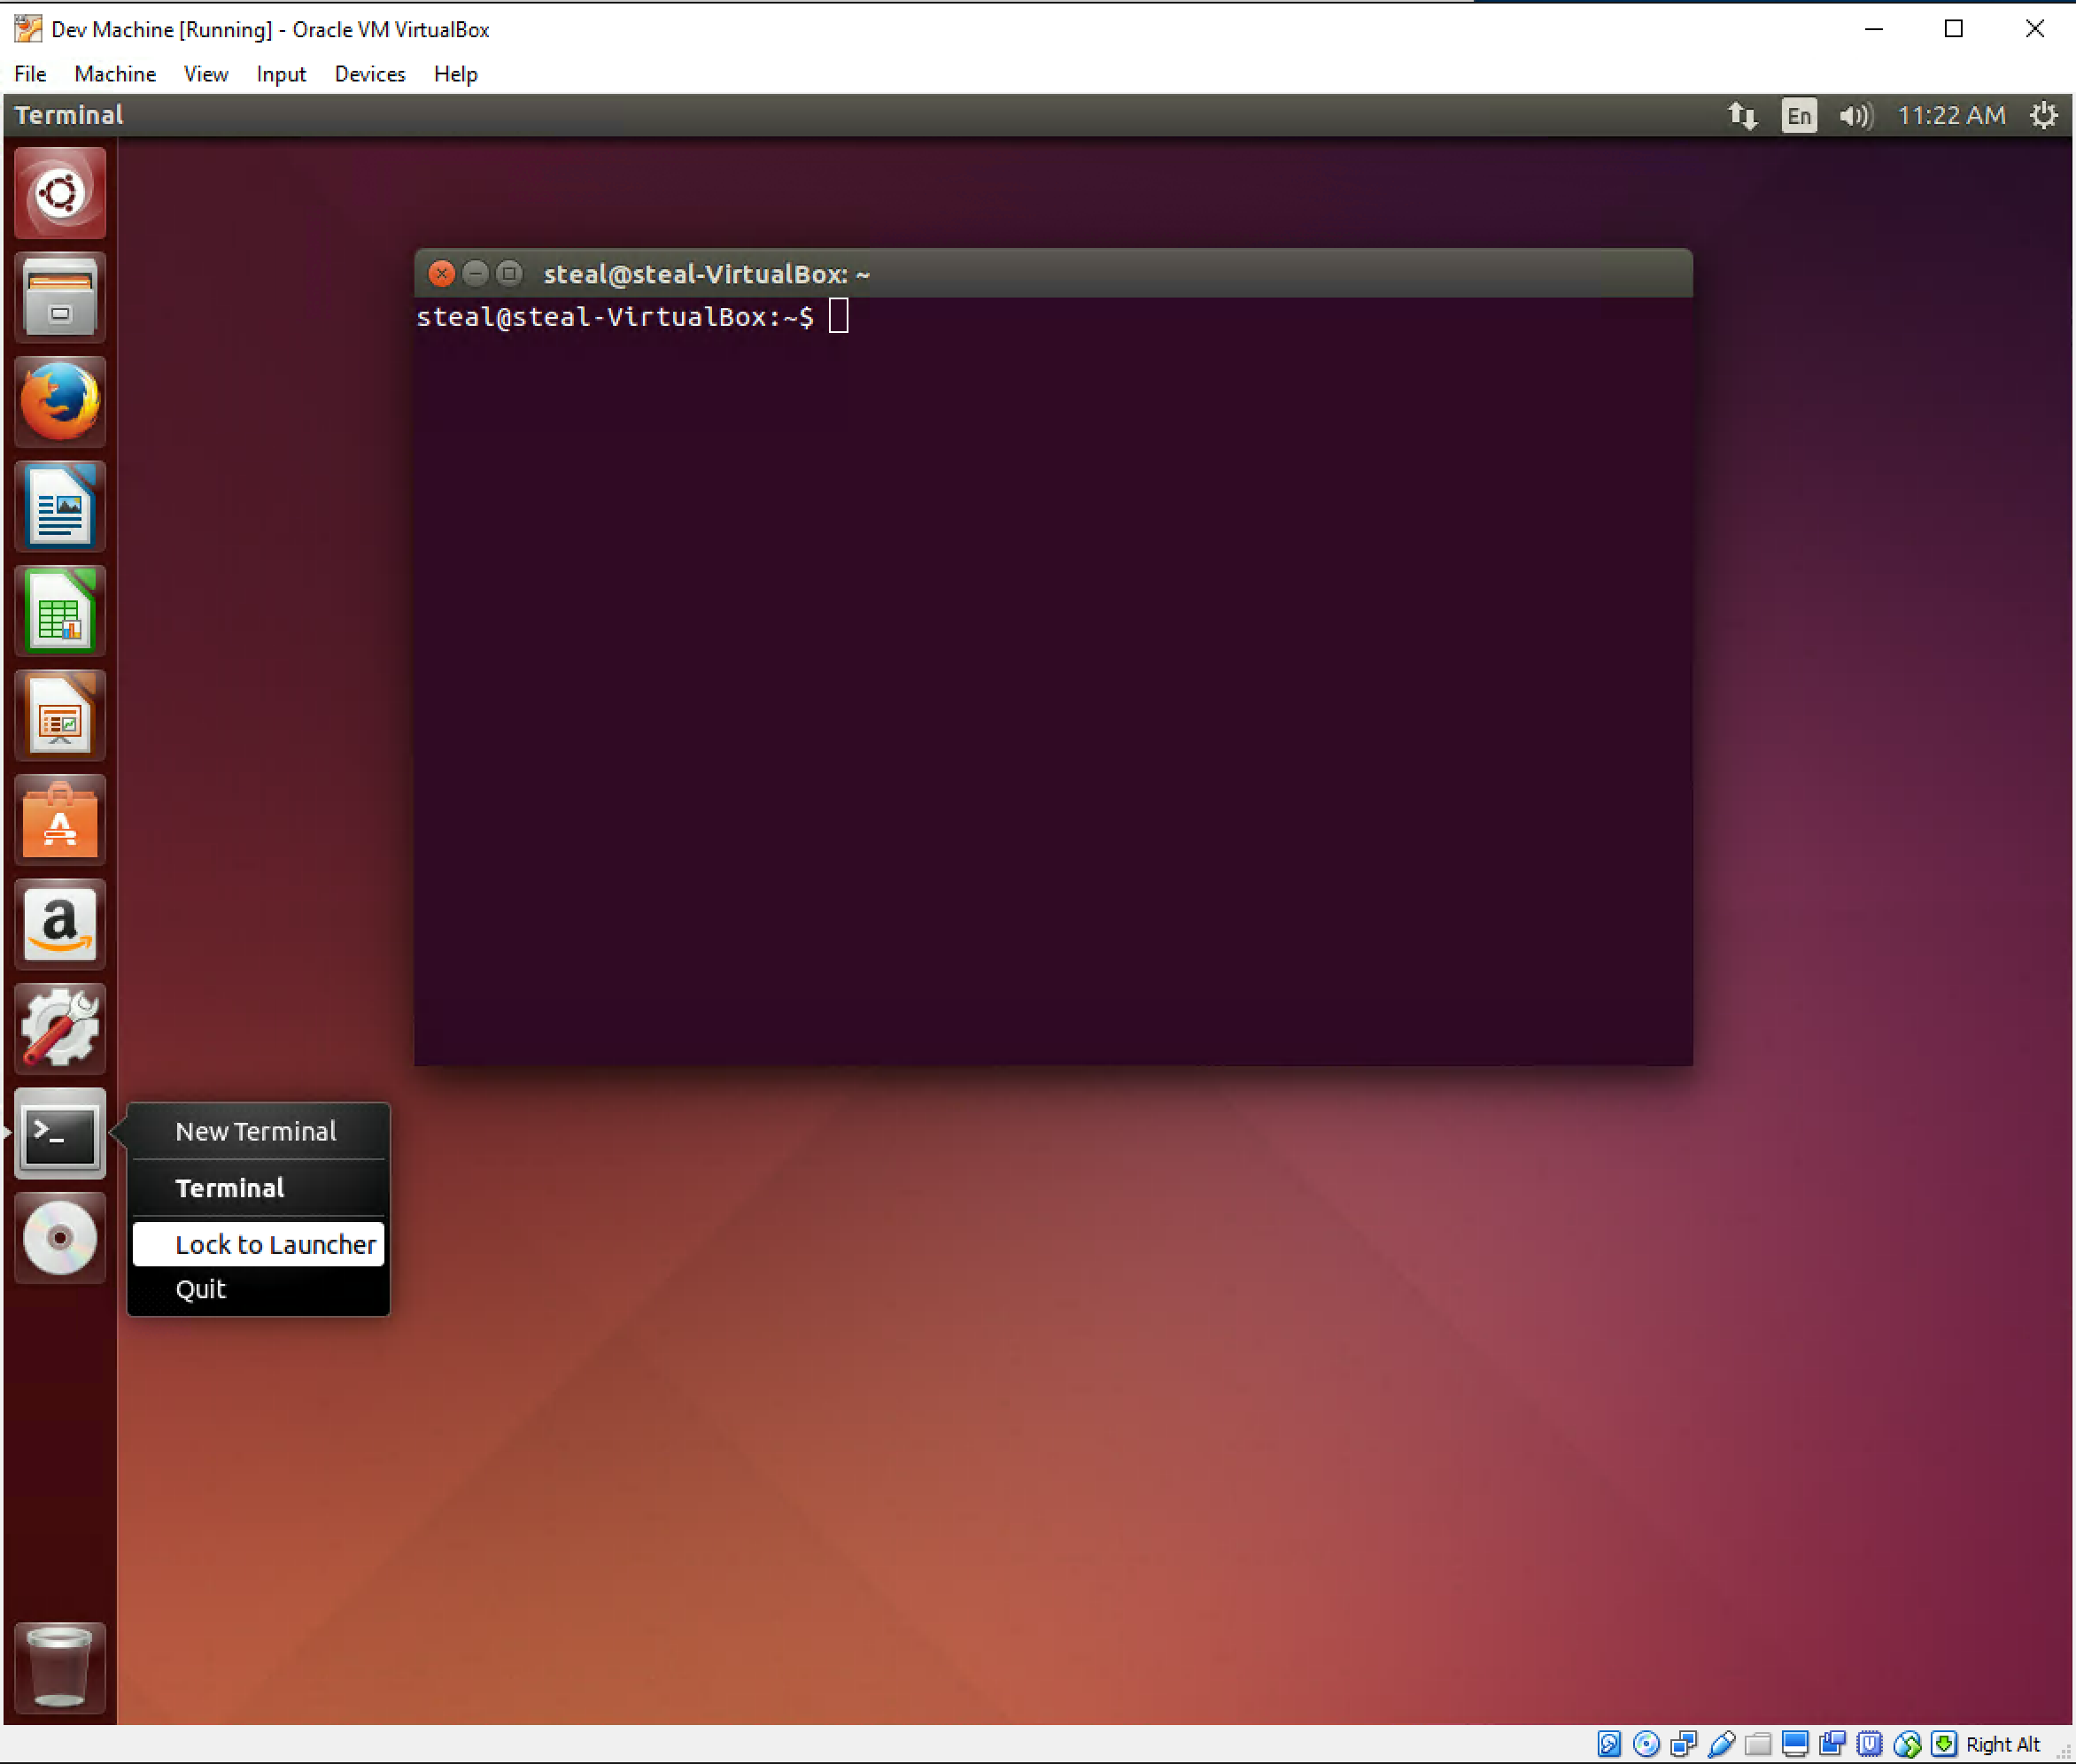 Dev Machine [Running] - Oracle VM VirtualBox
File Machine View Input Devices Help
Terminal En 11:22 AM
steal@steal-VirtualBox: ~
steal@steal-VirtualBox:~$
a
>_
New Terminal
Terminal
Lock to Launcher
Quit
Right Alt